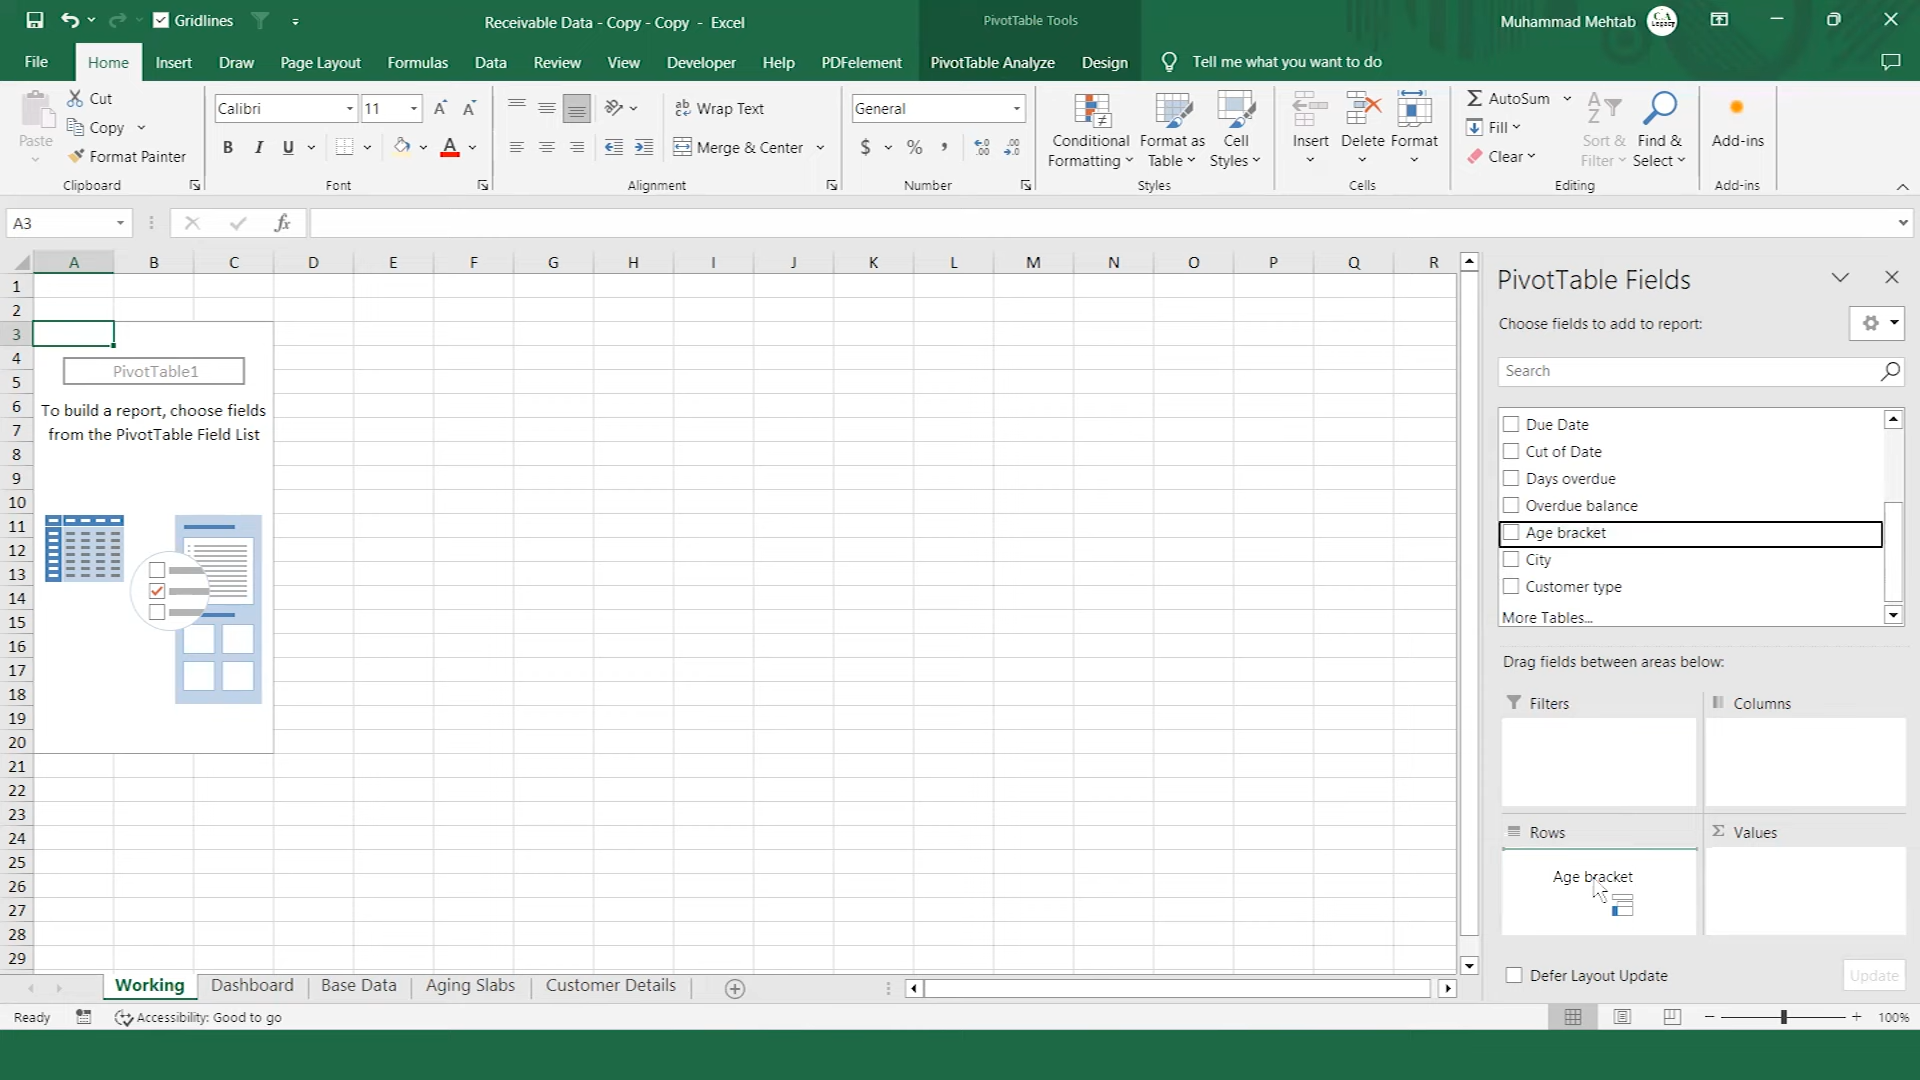 Gridlines
Receivable Data - Copy - Copy - Excel
PivotTable Tools
Muhammad Mehtab
CA
Legacy
File Home Insert Draw Page Layout Formulas Data Review View Developer Help PDFelement PivotTable Analyze Design Tell me what you want to do
Paste
Cut
Copy
Format Painter
Clipboard
Calibri 11
B I U A
Font
ab Wrap Text
Merge & Center
Alignment
General
$ % ,
Number
Conditional Formatting
Format as Table
Cell Styles
Styles
Insert Delete Format
Cells
AutoSum
Fill
Clear
Sort & Filter
Find & Select
Editing
Add-ins
Add-ins
A3
fx
A B C D E F G H I J K L M N O P Q R
1
2
3
4
5
6
7
8
9
10
11
12
13
14
15
16
17
18
19
20
21
22
23
24
25
26
27
28
29
PivotTable1
To build a report, choose fields
from the PivotTable Field List
PivotTable Fields
Choose fields to add to report:
Search
Due Date
Cut of Date
Days overdue
Overdue balance
Age bracket
City
Customer type
More Tables...
Drag fields between areas below:
Filters
Columns
Rows
Σ Values
Age bracket
Defer Layout Update
Update
Working Dashboard Base Data Aging Slabs Customer Details
Ready
Accessibility: Good to go
100%